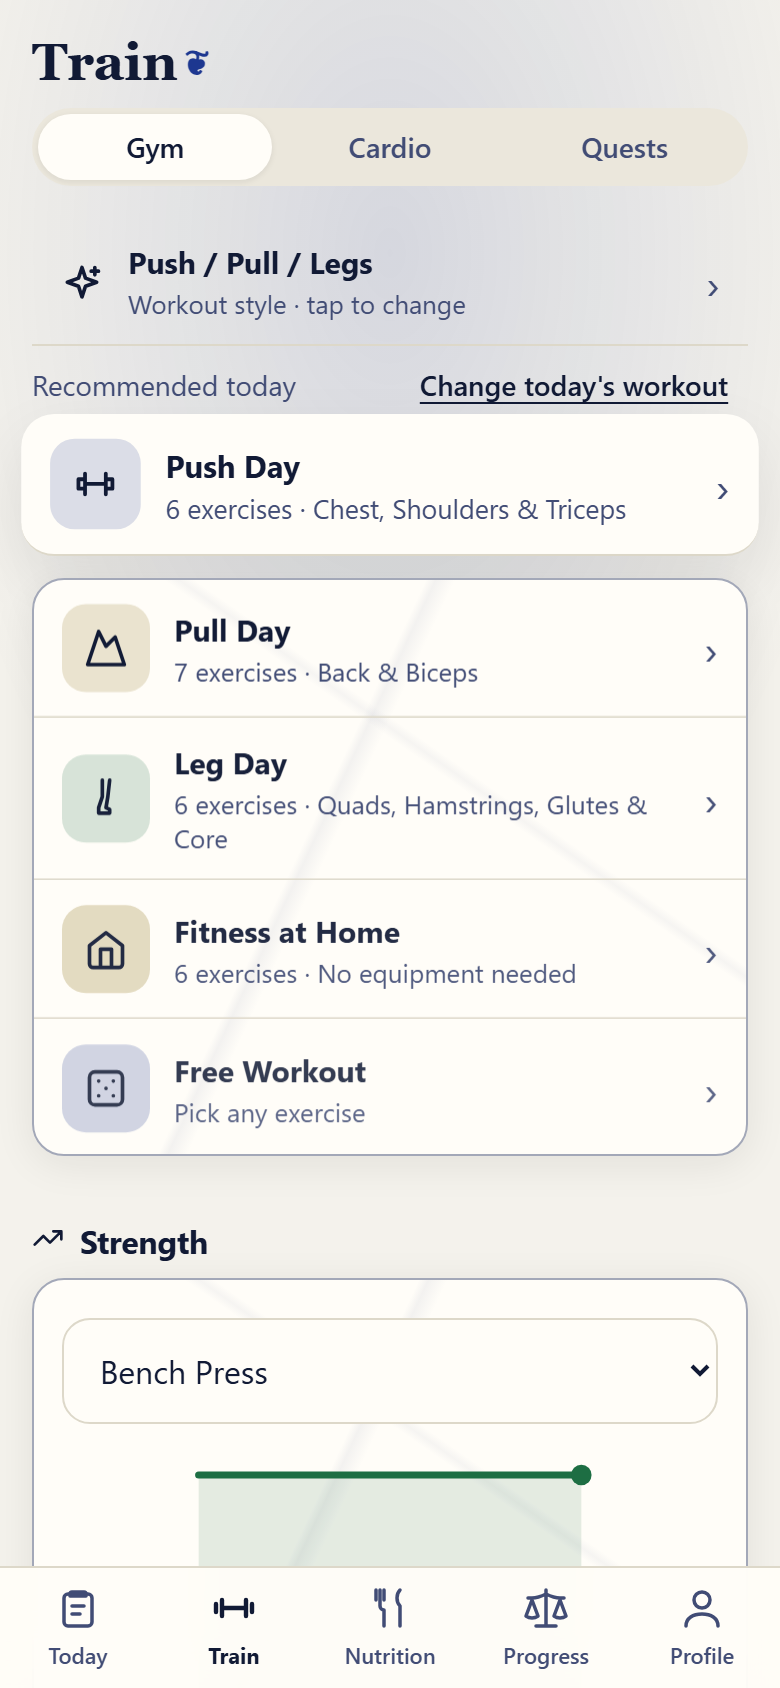 Train
Gym
Cardio
Quests
Push / Pull / Legs
Workout style · tap to change
Recommended today
Change today's workout
Push Day
6 exercises · Chest, Shoulders & Triceps
Pull Day
7 exercises · Back & Biceps
Leg Day
6 exercises · Quads, Hamstrings, Glutes &
Core
Fitness at Home
6 exercises · No equipment needed
Free Workout
Pick any exercise
Strength
Bench Press
Today
Train
Nutrition
Progress
Profile